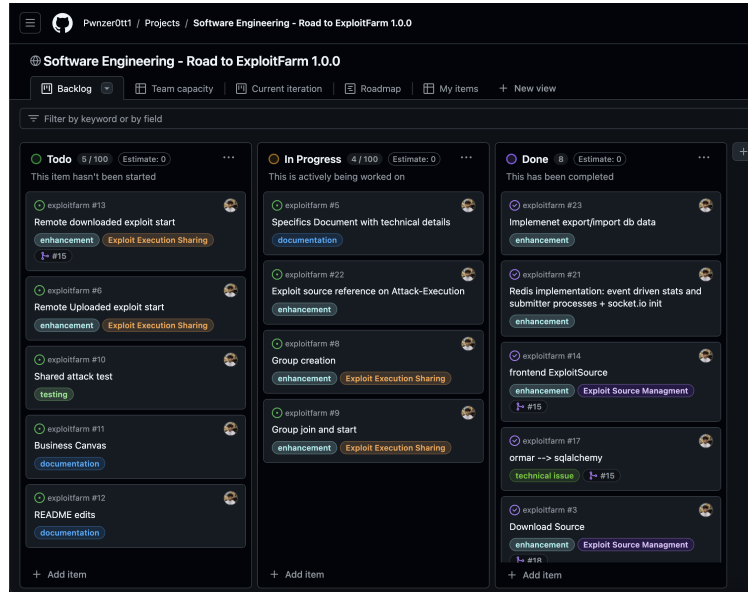 Pwnzer0tt1 / Projects / Software Engineering - Road to ExploitFarm 1.0.0
Software Engineering - Road to ExploitFarm 1.0.0
Backlog Team capacity Current iteration Roadmap My items + New view
Filter by keyword or by field
Todo 5 / 100 Estimate: 0 ...
This item hasn't been started
exploitfarm #13
Remote downloaded exploit start
enhancement Exploit Execution Sharing
#15
exploitfarm #6
Remote Uploaded exploit start
enhancement Exploit Execution Sharing
exploitfarm #10
Shared attack test
testing
exploitfarm #11
Business Canvas
documentation
exploitfarm #12
README edits
documentation
+ Add item
In Progress 4 / 100 Estimate: 0 ...
This is actively being worked on
exploitfarm #5
Specifics Document with technical details
documentation
exploitfarm #22
Exploit source reference on Attack-Execution
enhancement
exploitfarm #8
Group creation
enhancement Exploit Execution Sharing
exploitfarm #9
Group join and start
enhancement Exploit Execution Sharing
+ Add item
Done 8 Estimate: 0 ...
This has been completed
exploitfarm #23
Implemenet export/import db data
enhancement
exploitfarm #21
Redis implementation: event driven stats and
submitter processes + socket.io init
enhancement
exploitfarm #14
frontend ExploitSource
enhancement Exploit Source Managment
#15
exploitfarm #17
ormar --> sqlalchemy
technical issue #15
exploitfarm #3
Download Source
enhancement Exploit Source Managment
#18
+ Add item